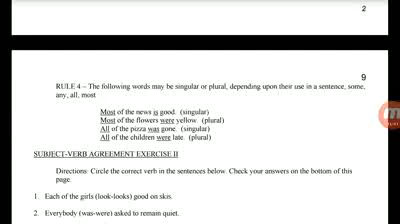 2
9
RULE 4 – The following words may be singular or plural, depending upon their use in a sentence, some,
any, all, most
Most of the news is good. (singular)
Most of the flowers were yellow. (plural)
All of the pizza was gone. (singular)
All of the children were late. (plural)
SUBJECT-VERB AGREEMENT EXERCISE II
Directions: Circle the correct verb in the sentences below. Check your answers on the bottom of this
page.
1. Each of the girls (look-looks) good on skis.
2. Everybody (was-were) asked to remain quiet.